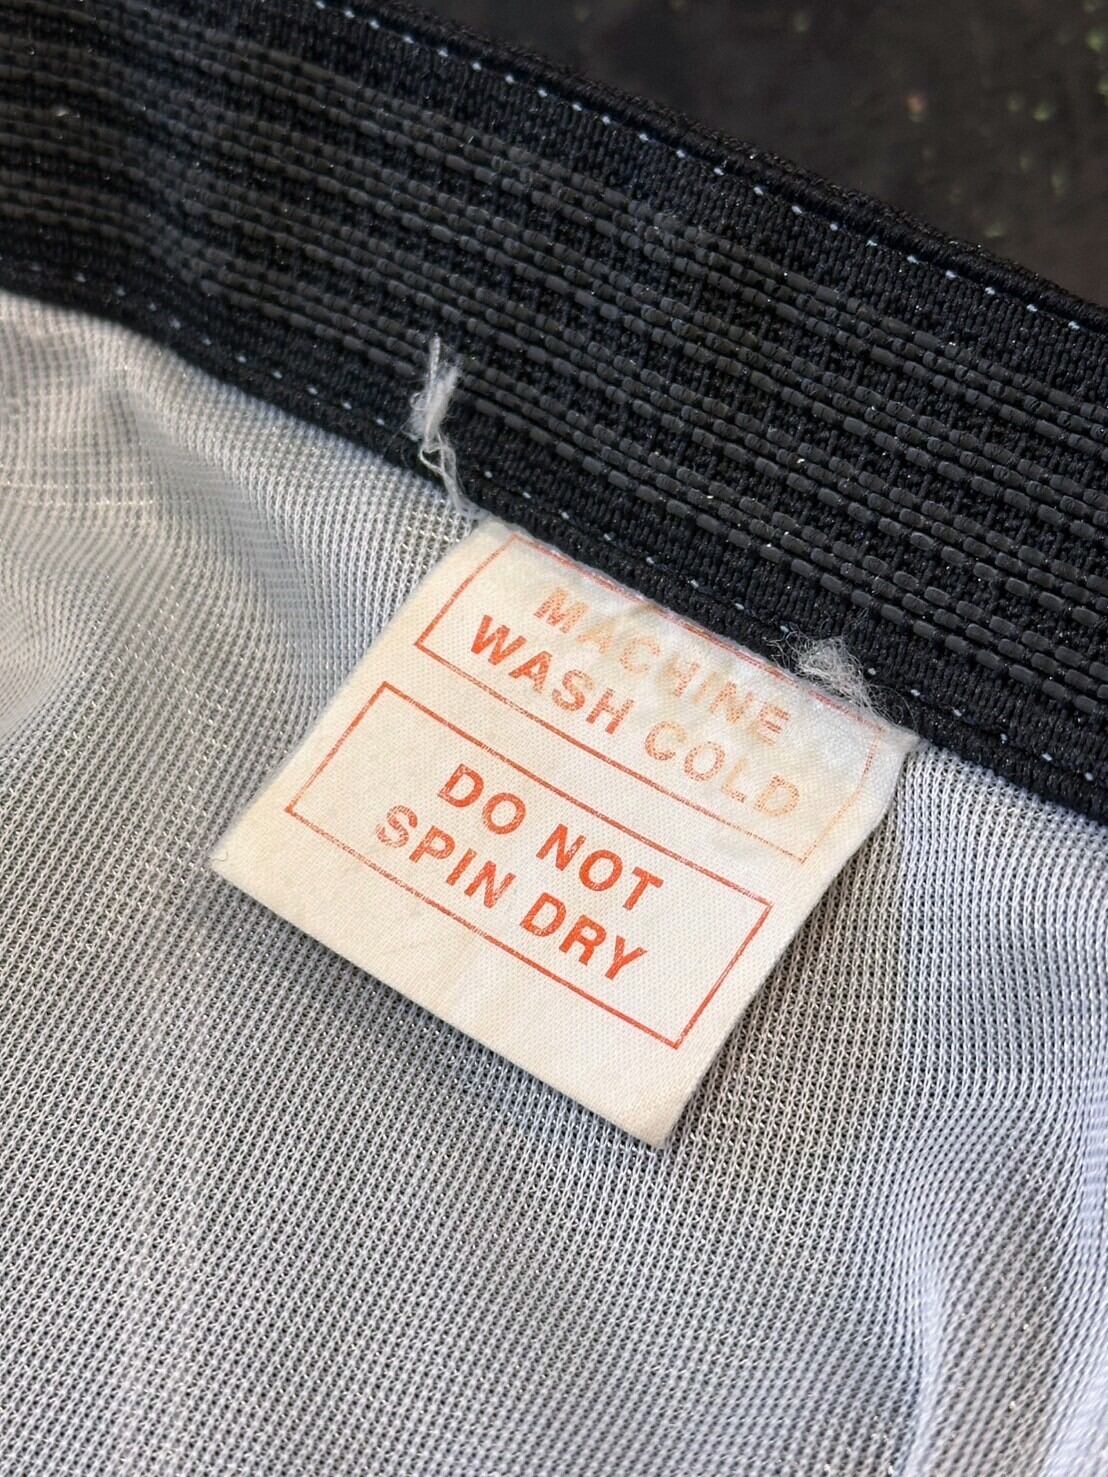 MACHINE
WASH COLD
DO NOT
SPIN DRY